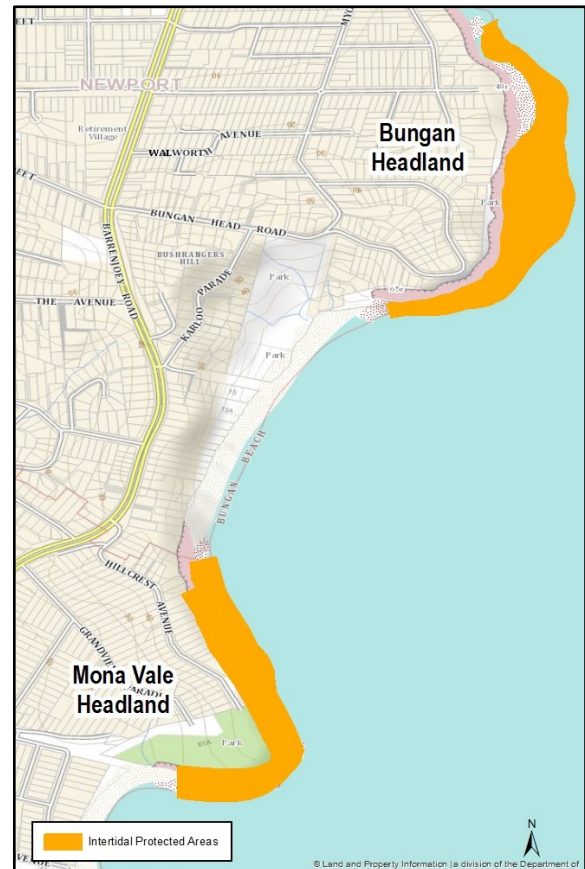 NEWPORT
Retirement
Village
WALWORTH
AVENUE
BUNGAN HEAD ROAD
BUSHRANGERS
HILL
KARLOO PARADE
THE AVENUE
BARRENJOEY ROAD
Bungan
Headland
Park
Park
Park
BUNGAN BEACH
HILLCREST
AVENUE
Mona Vale
Headland
Park
Intertidal Protected Areas
N
© Land and Property Information (a division of the Department of